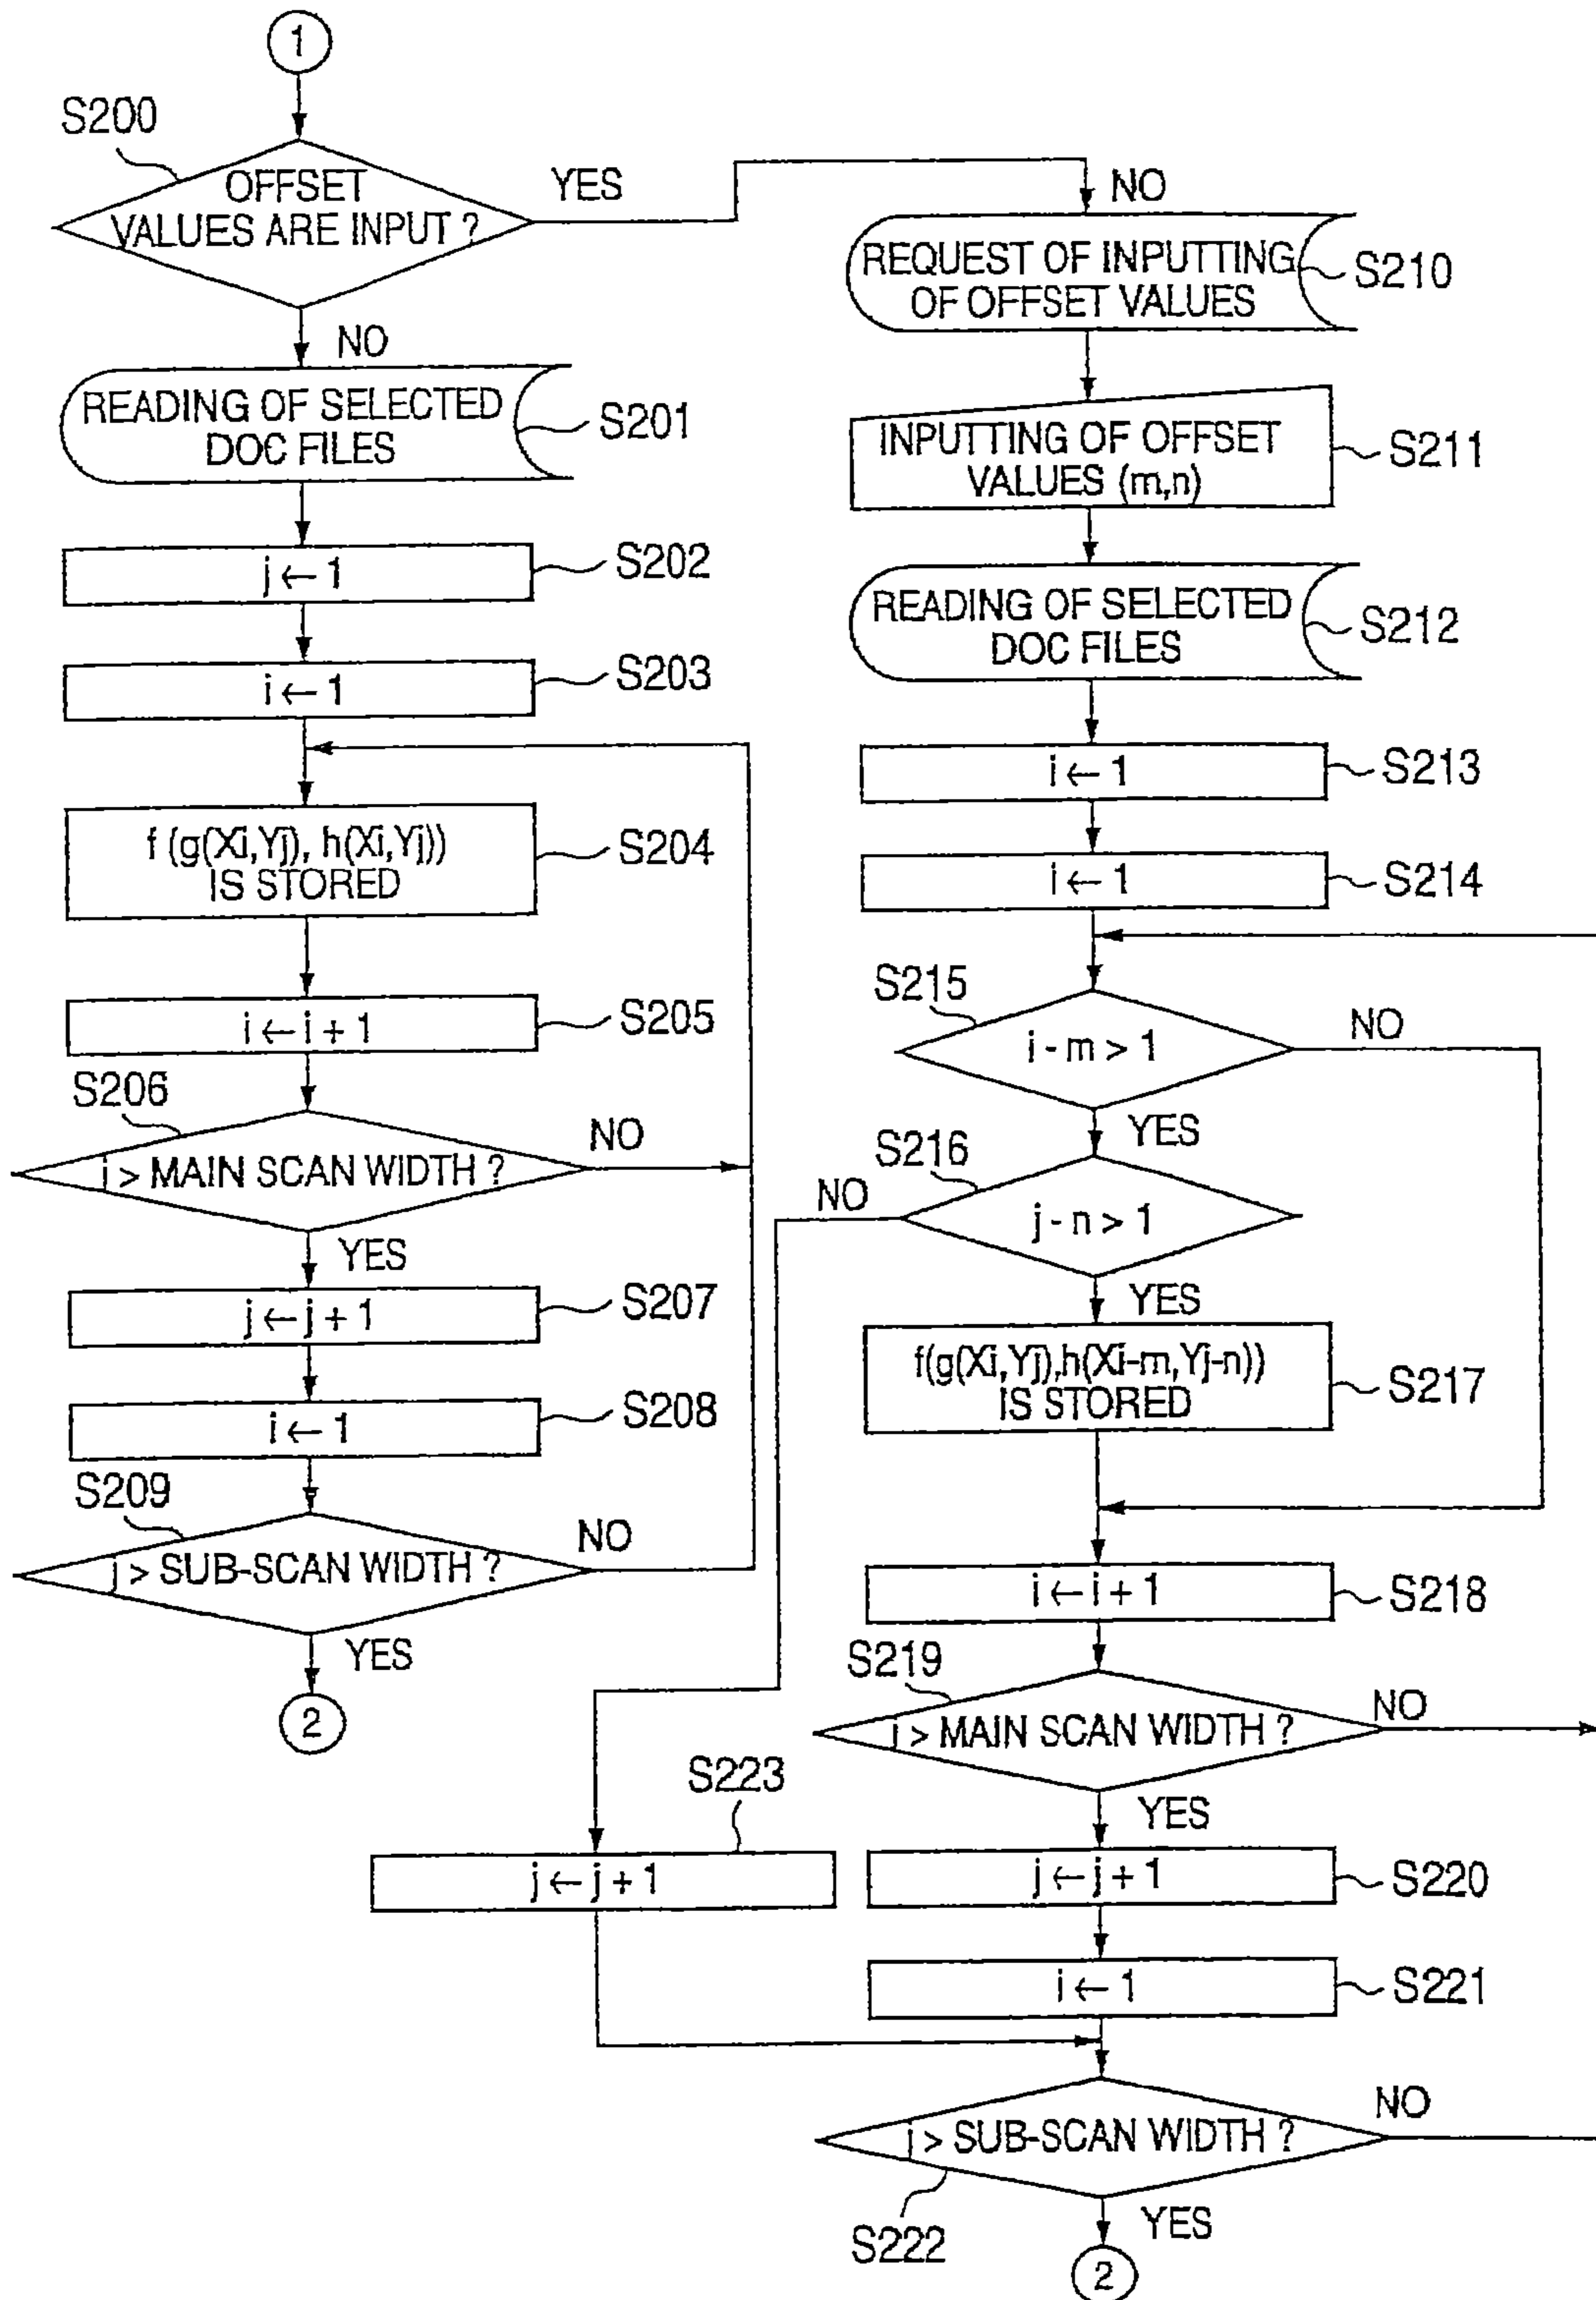 1
S200
OFFSET
VALUES ARE INPUT ?
YES
NO
READING OF SELECTED
DOC FILES
S201
j ← 1
S202
i ← 1
S203
f (g(Xi,Yj), h(Xi,Yj))
IS STORED
S204
i ← i + 1
S205
S206
i > MAIN SCAN WIDTH ?
NO
YES
j ← j + 1
S207
i ← 1
S208
S209
j > SUB-SCAN WIDTH ?
NO
YES
2
NO
REQUEST OF INPUTTING
OF OFFSET VALUES
S210
INPUTTING OF OFFSET
VALUES (m,n)
S211
READING OF SELECTED
DOC FILES
S212
i ← 1
S213
i ← 1
S214
S215
i - m > 1
NO
YES
S216
j - n > 1
NO
YES
f(g(Xi,Yj),h(Xi-m,Yj-n))
IS STORED
S217
i ← i + 1
S218
S219
i > MAIN SCAN WIDTH ?
NO
YES
S223
j ← j + 1
j ← j + 1
S220
i ← 1
S221
j > SUB-SCAN WIDTH ?
NO
S222
YES
2